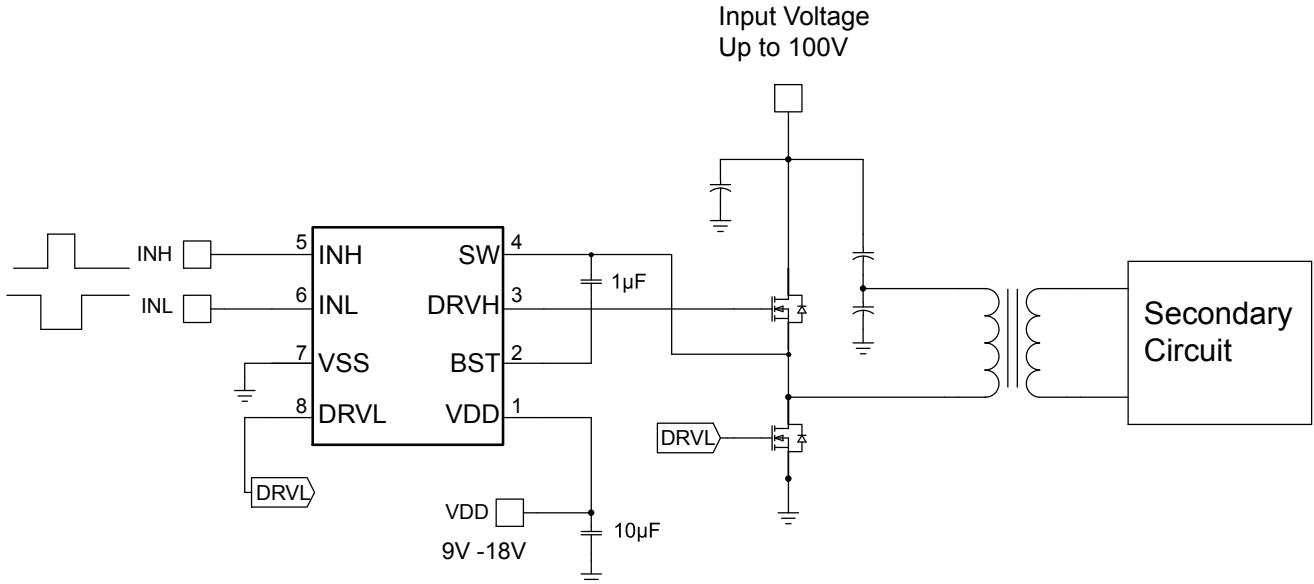 Input Voltage
Up to 100V
INH
5
INH
SW
4
1µF
INL
6
INL
DRVH
3
7
VSS
BST
2
8
DRVL
VDD
1
DRVL
VDD
9V -18V
10µF
DRVL
Secondary
Circuit